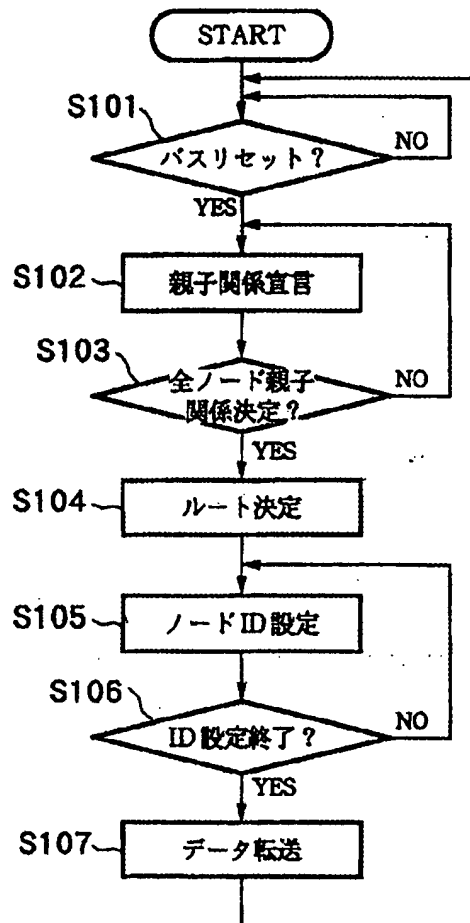 START
S101
バスリセット?
NO
YES
S102
親子関係宣言
S103
全ノード親子
関係決定?
NO
YES
S104
ルート決定
S105
ノードID設定
S106
ID設定終了?
NO
YES
S107
データ転送